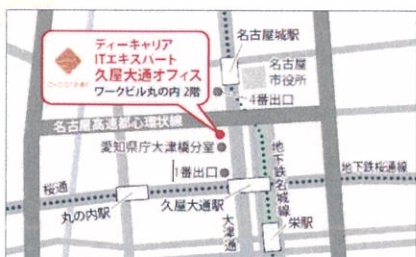 ディーキャリア
ITエキスパート
久屋大通オフィス
ワークビル丸の内 2階
名古屋城駅
名古屋
市役所
4番出口
名古屋高速都心環状線
愛知県庁大津橋分室
1番出口
桜通
丸の内駅
久屋大通駅
大津通
地下鉄名城線
栄駅
地下鉄桜通線